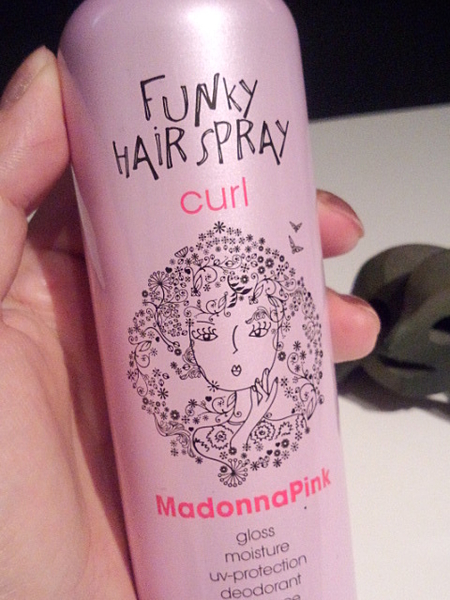 FUNKY
HAIR SPRAY
curl
MadonnaPink
gloss
moisture
uv-protection
deodorant